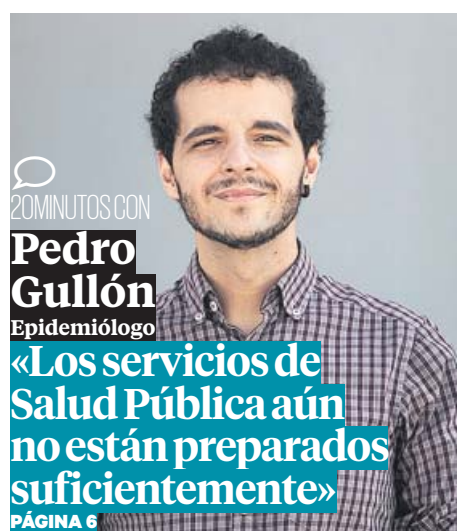 20MINUTOS CON
Pedro
Gullón
Epidemiólogo
«Los servicios de
Salud Pública aún
no están preparados
suficientemente»
PÁGINA 6